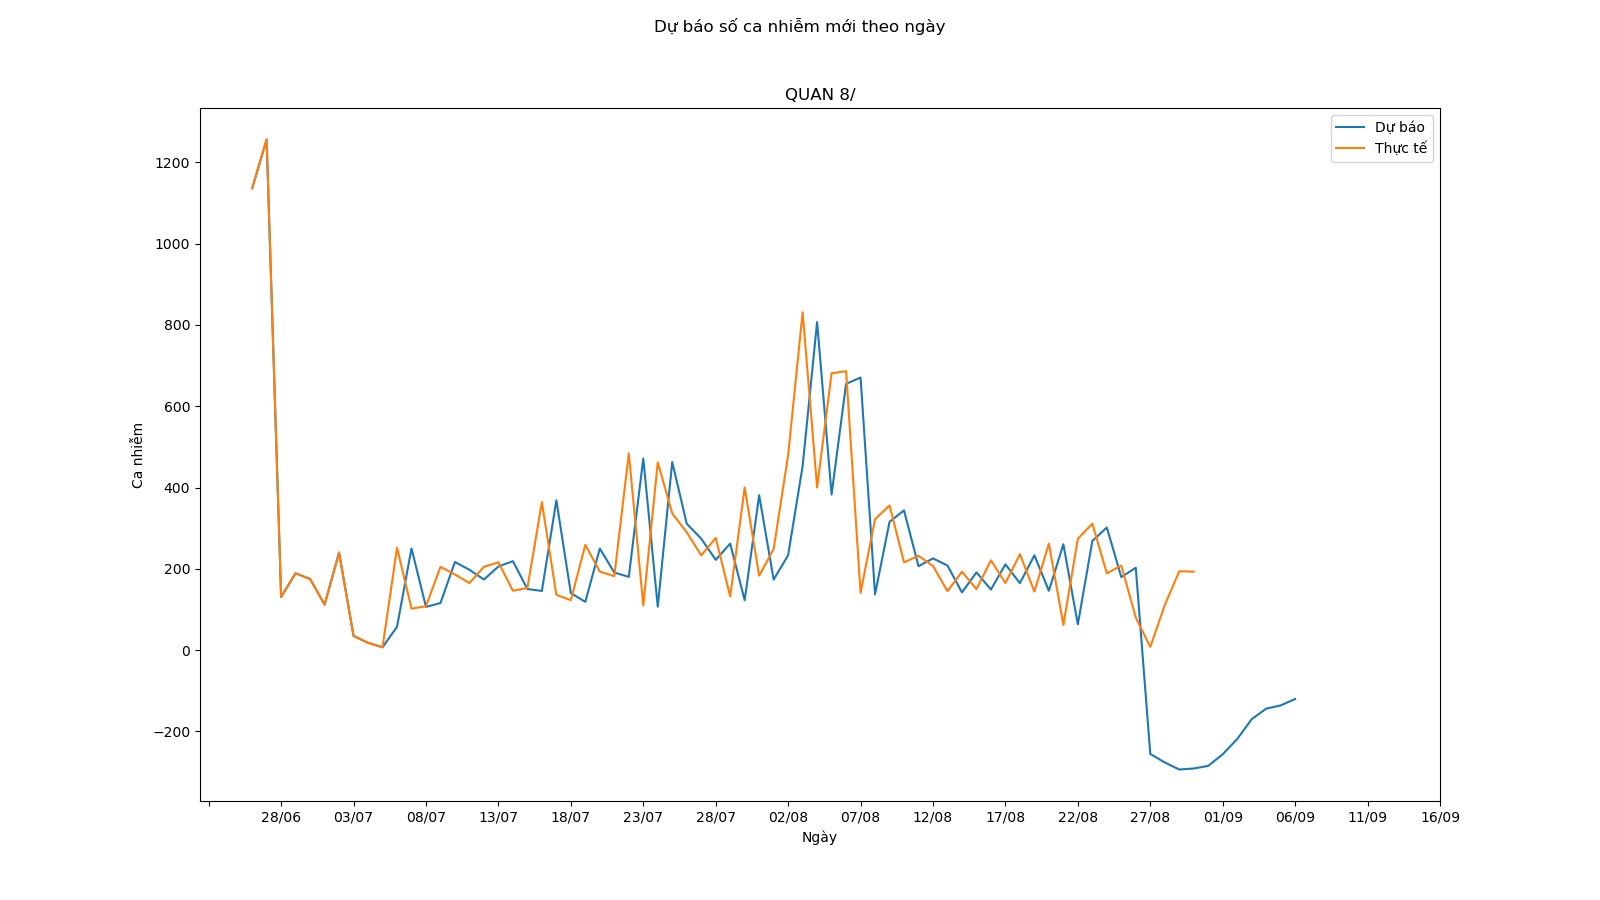 Dự báo số ca nhiễm mới theo ngày
QUAN 8/
Dự báo
Thực tế
1200
1000
800
600
400
200
0
−200
Ca nhiễm
28/06 03/07 08/07 13/07 18/07 23/07 28/07 02/08 07/08 12/08 17/08 22/08 27/08 01/09 06/09 11/09 16/09
Ngày